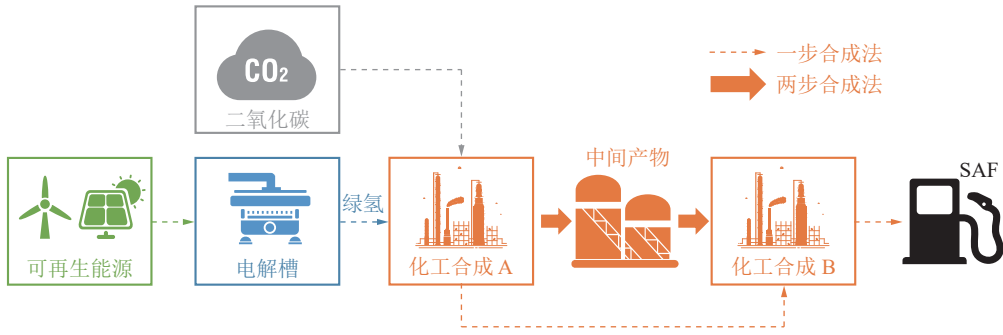 CO₂
二氧化碳
一步合成法
两步合成法
可再生能源
电解槽
绿氢
化工合成 A
中间产物
化工合成 B
SAF